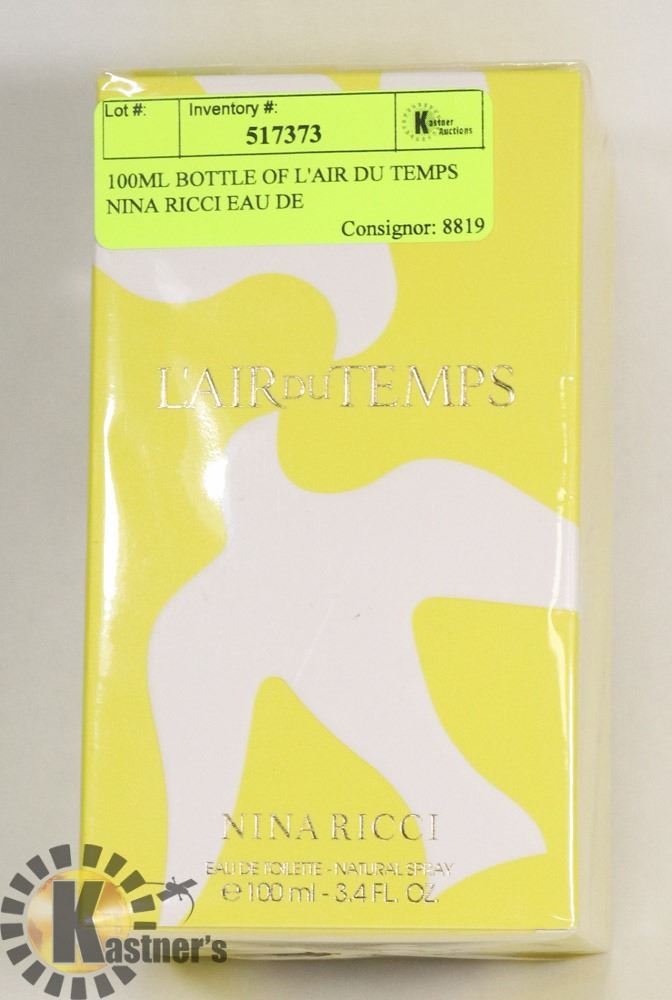 Lot #:
Inventory #:
517373
Kastner
Auctions
100ML BOTTLE OF L'AIR DU TEMPS
NINA RICCI EAU DE
Consignor: 8819
L'AIR DU TEMPS
NINA RICCI
EAU DE TOILETTE - NATURAL SPRAY
℮ 100 ml - 3.4 FL. OZ.
Kastner's